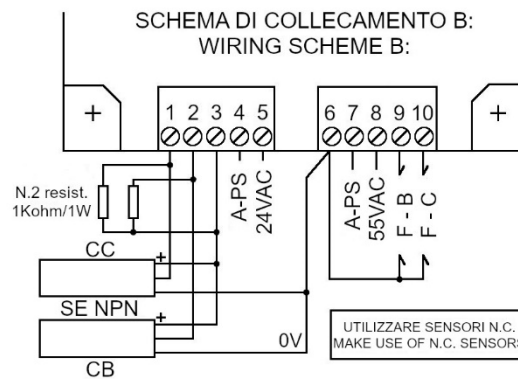 SCHEMA DI COLLECAMENTO B:
WIRING SCHEME B:
+
1 2 3 4 5
6 7 8 9 10
+
A-PS
24VAC
A-PS
55VAC
F - B
F - C
N.2 resist.
1Kohm/1W
CC
+
SE NPN
+
CB
0V
UTILIZZARE SENSORI N.C.
MAKE USE OF N.C. SENSORS